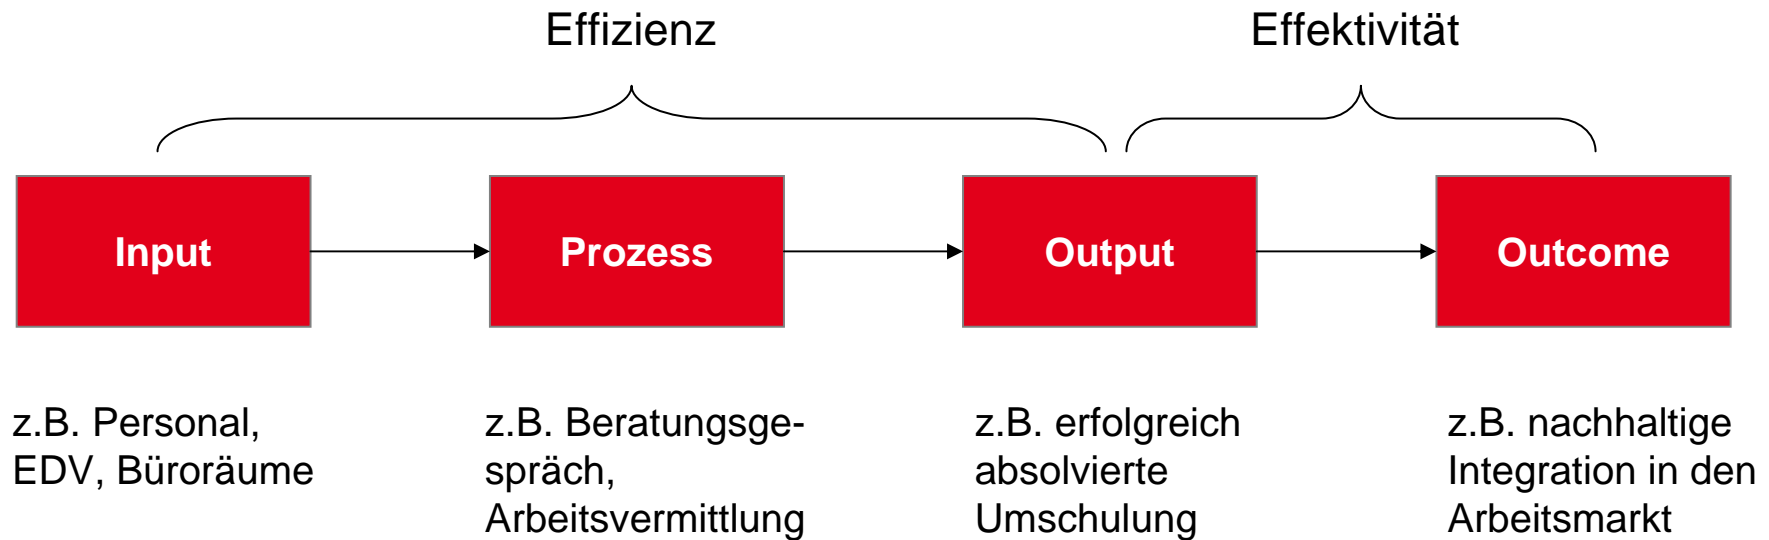 Effizienz
Effektivität
Input
Prozess
Output
Outcome
z.B. Personal,
EDV, Büroräume
z.B. Beratungsge-
spräch,
Arbeitsvermittlung
z.B. erfolgreich
absolvierte
Umschulung
z.B. nachhaltige
Integration in den
Arbeitsmarkt